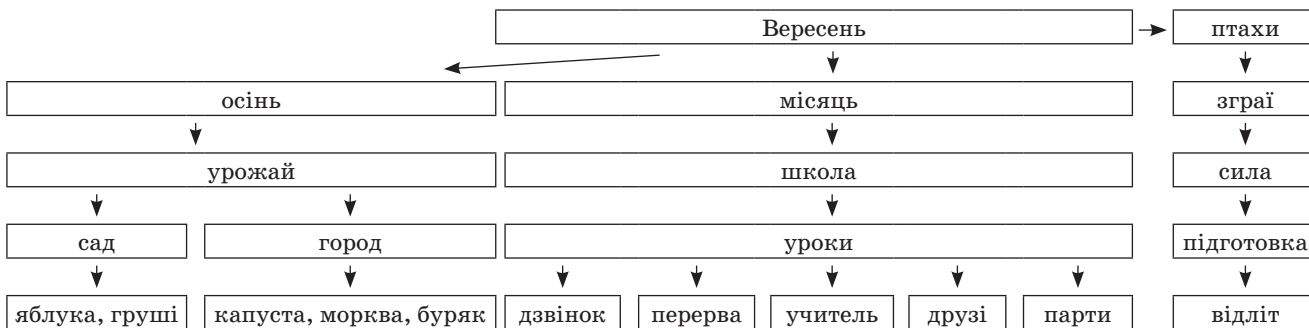 Вересень птахи
осінь місяць зграї
урожай школа сила
сад город уроки підготовка
яблука, груші капуста, морква, буряк дзвінок перерва учитель друзі парти відліт